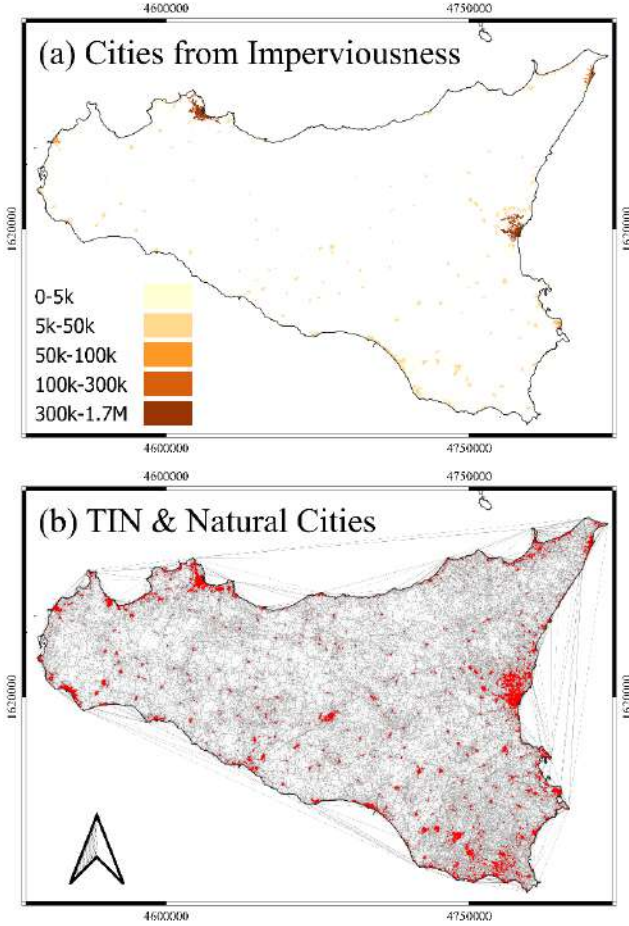 4600000 4750000
(a) Cities from Imperviousness
1620000 1620000
0-5k
5k-50k
50k-100k
100k-300k
300k-1.7M
4600000 4750000
4600000 4750000
(b) TIN & Natural Cities
1620000 1620000
4600000 4750000